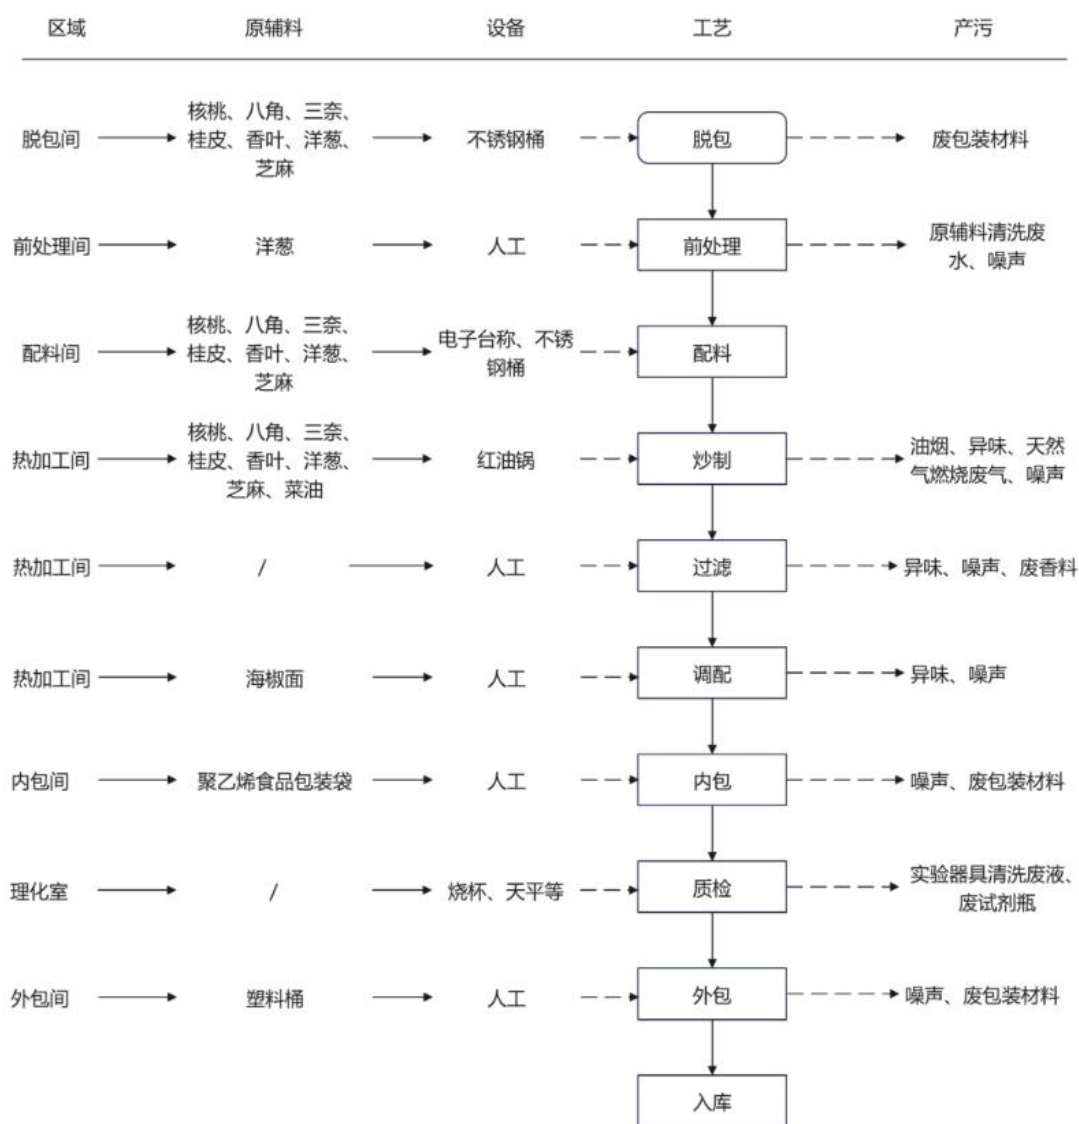 区域 原辅料 设备 工艺 产污
核桃、八角、三奈、
脱包间 桂皮、香叶、洋葱、 不锈钢桶 脱包 废包装材料
芝麻
前处理间 洋葱 人工 前处理 原辅料清洗废
水、噪声
核桃、八角、三奈、
配料间 桂皮、香叶、洋葱、 电子台称、不锈 配料
芝麻 钢桶
核桃、八角、三奈、
热加工间 桂皮、香叶、洋葱、 红油锅 炒制 油烟、异味、天然
芝麻、菜油 气燃烧废气、噪声
热加工间 / 人工 过滤 异味、噪声、废香料
热加工间 海椒面 人工 调配 异味、噪声
内包间 聚乙烯食品包装袋 人工 内包 噪声、废包装材料
理化室 / 烧杯、天平等 质检 实验器具清洗废液、
废试剂瓶
外包间 塑料桶 人工 外包 噪声、废包装材料
入库